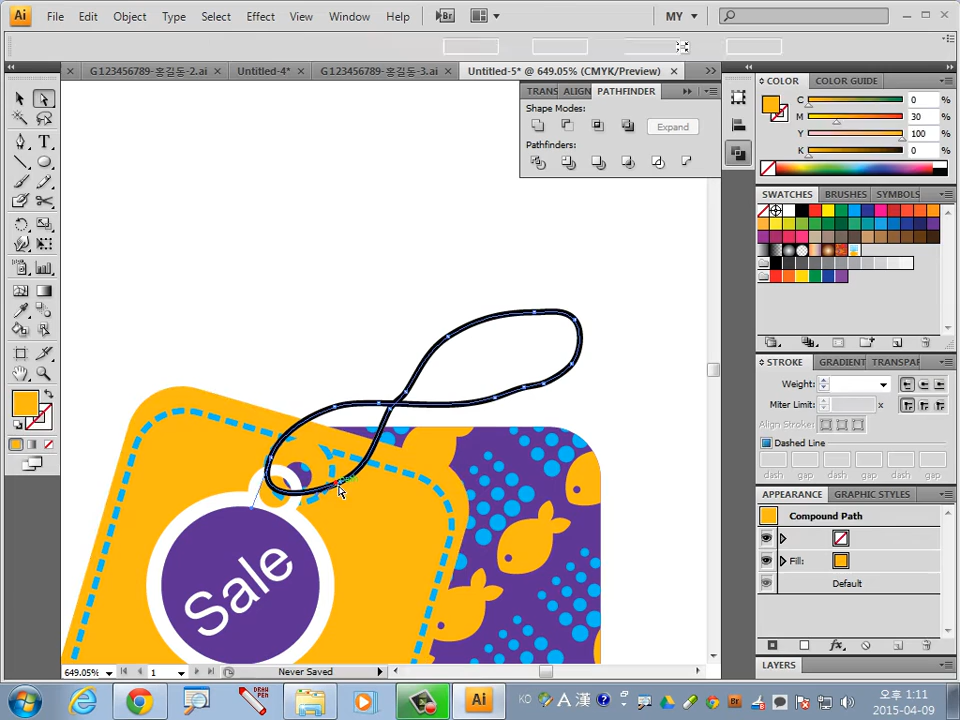 Ai File Edit Object Type Select Effect View Window Help Br MY
G123456789-홍길동-2.ai Untitled-4* G123456789-홍길동-3.ai Untitled-5* @ 649.05% (CMYK/Preview)
TRANS ALIGN PATHFINDER
Shape Modes:
Expand
Pathfinders:
COLOR COLOR GUIDE
C 0 %
M 30 %
Y 100 %
K 0 %
SWATCHES BRUSHES SYMBOLS
STROKE GRADIENT TRANSPAR
Weight:
Miter Limit: x
Align Stroke:
Dashed Line
dash gap dash gap dash gap
APPEARANCE GRAPHIC STYLES
Compound Path
Fill:
Default
fx
LAYERS
Sale
649.05% 1 Never Saved
DRAW PEN
Ai
KO A 漢
오후 1:11
2015-04-09